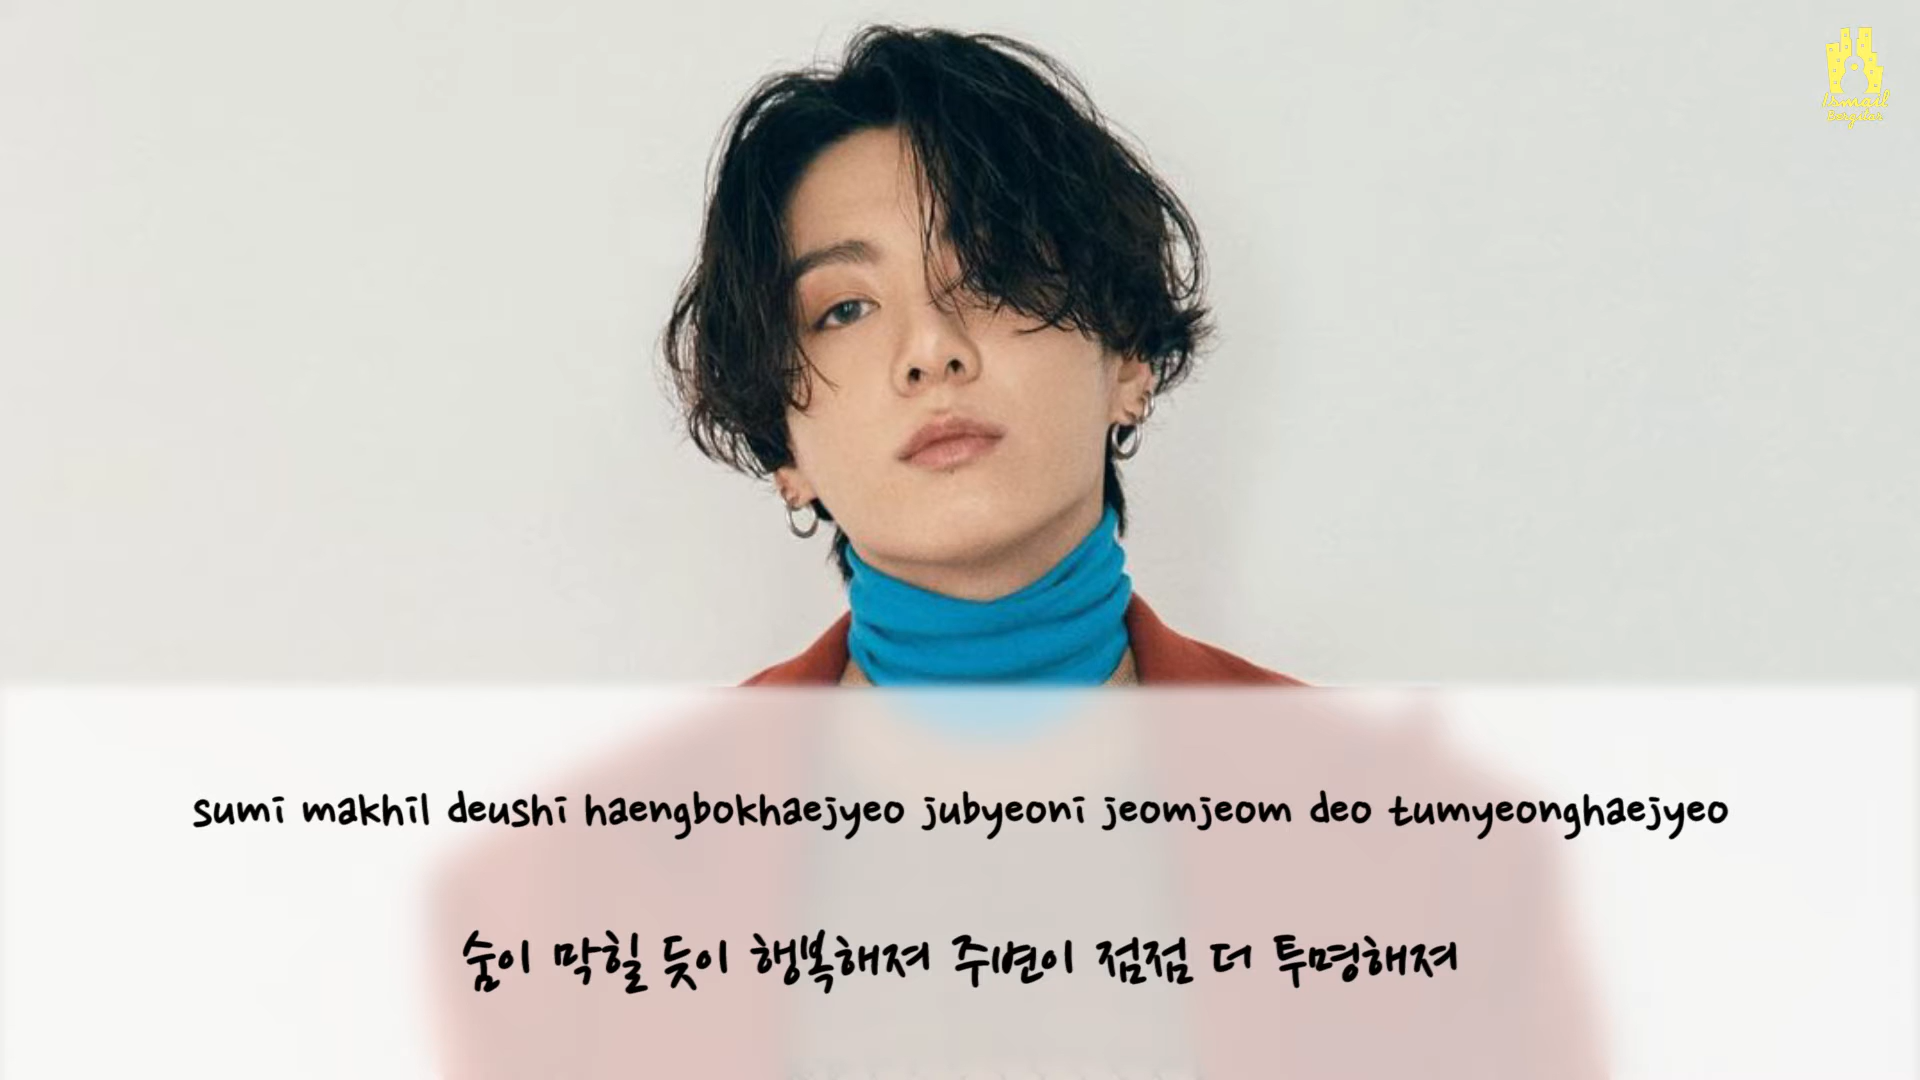 Ismail
sumi makhil deushi haengbokhaejyeo jubyeoni jeomjeom deo tumyeonghaejyeo
숨이 막힐 듯이 행복해져 주변이 점점 더 투명해져